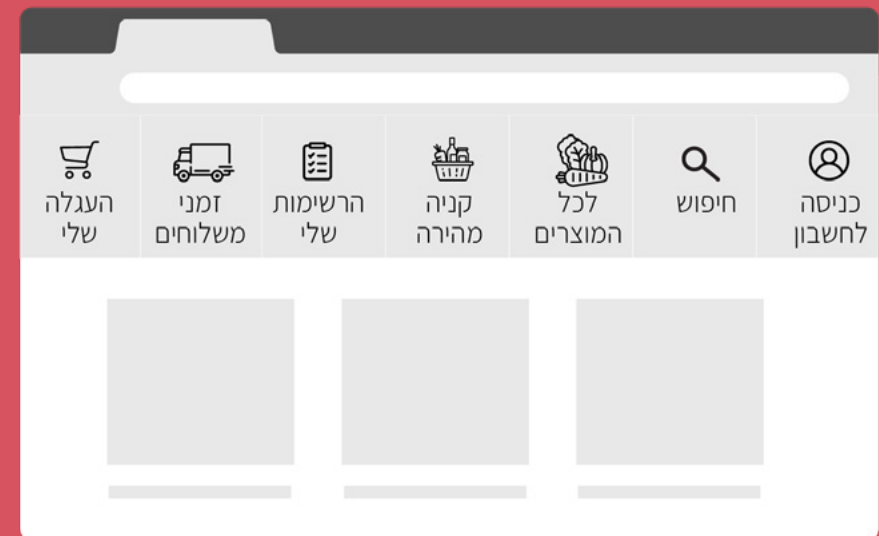 כניסה
לחשבון
חיפוש
לכל
המוצרים
קניה
מהירה
הרשימות
שלי
זמני
משלוחים
העגלה
שלי